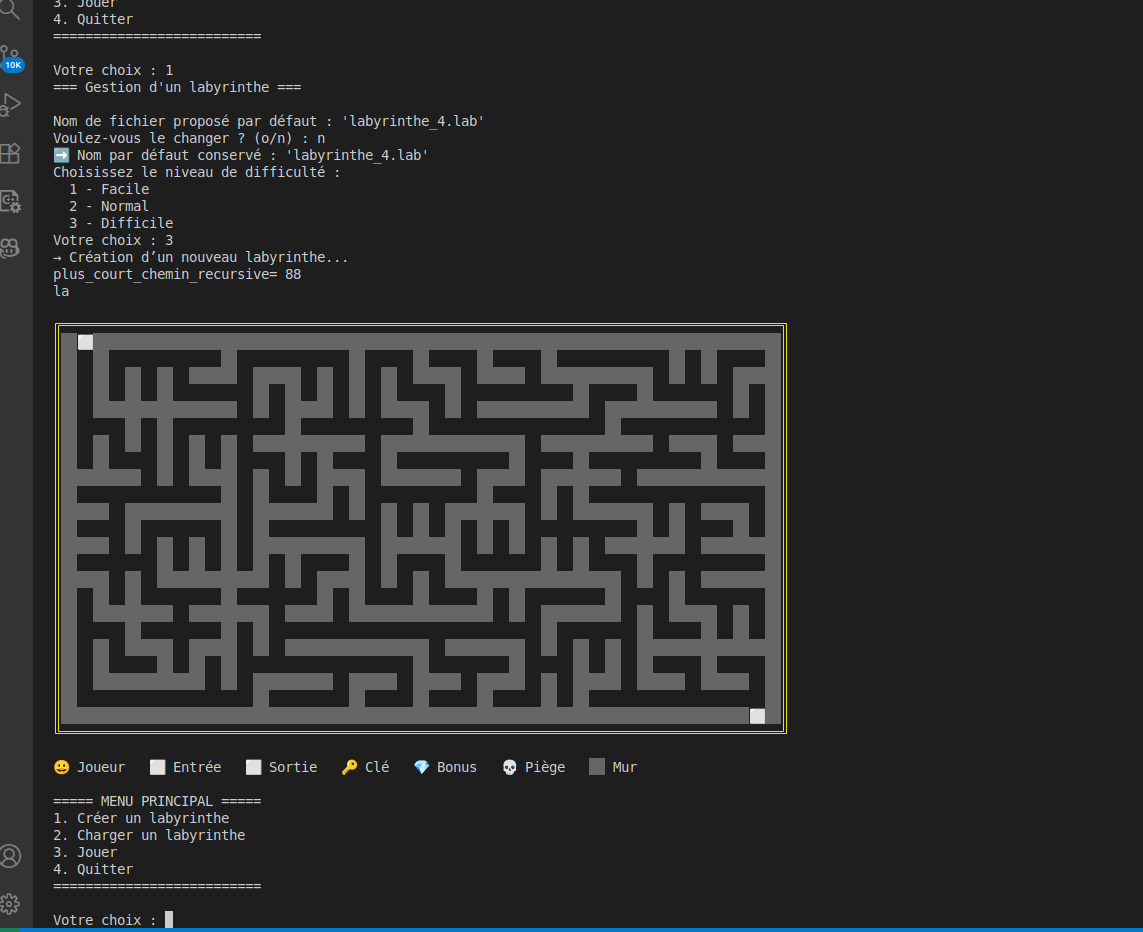 3. Jouer
4. Quitter
==========================
Votre choix : 1
=== Gestion d'un labyrinthe ===
Nom de fichier proposé par défaut : 'labyrinthe_4.lab'
Voulez-vous le changer ? (o/n) : n
➡️ Nom par défaut conservé : 'labyrinthe_4.lab'
Choisissez le niveau de difficulté :
1 - Facile
2 - Normal
3 - Difficile
Votre choix : 3
→ Création d’un nouveau labyrinthe...
plus_court_chemin_recursive= 88
la
😀 Joueur ⬜ Entrée ⬜ Sortie 🔑 Clé 💎 Bonus 💀 Piège Mur
===== MENU PRINCIPAL =====
1. Créer un labyrinthe
2. Charger un labyrinthe
3. Jouer
4. Quitter
==========================
Votre choix :
10K